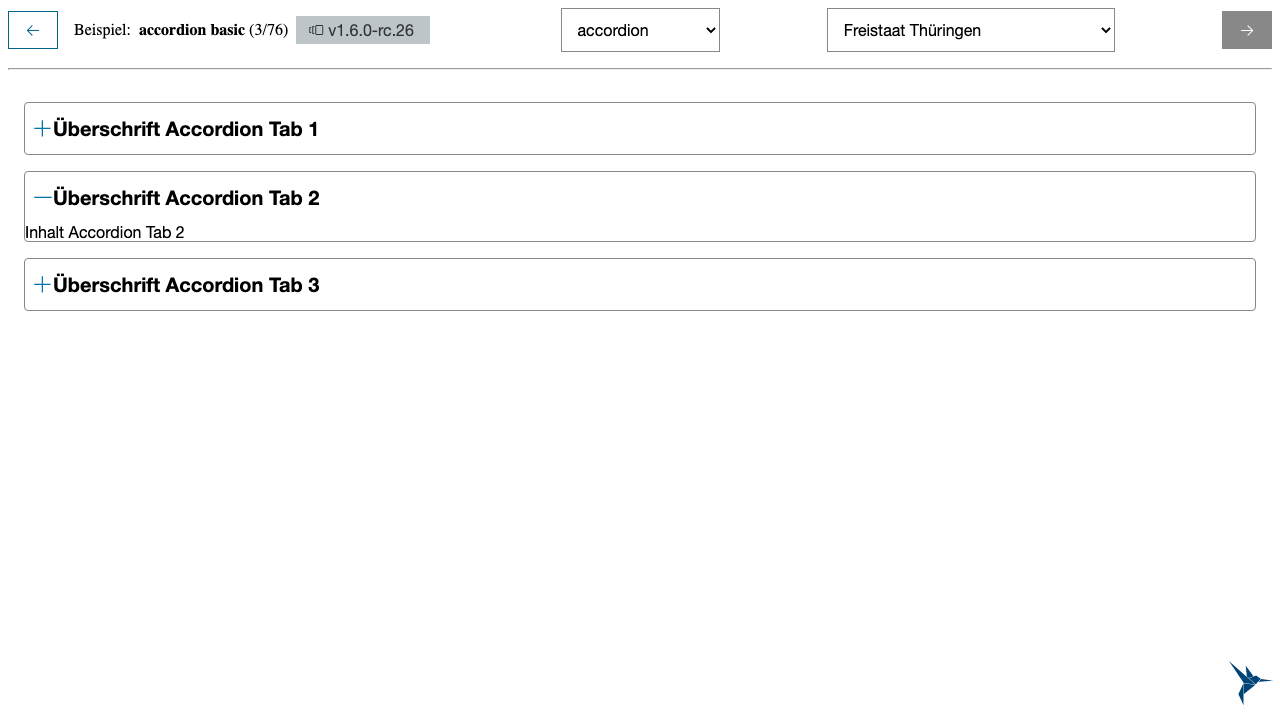 Beispiel: accordion basic (3/76) v1.6.0-rc.26 accordion Freistaat Thüringen
Überschrift Accordion Tab 1
Überschrift Accordion Tab 2
Inhalt Accordion Tab 2
Überschrift Accordion Tab 3